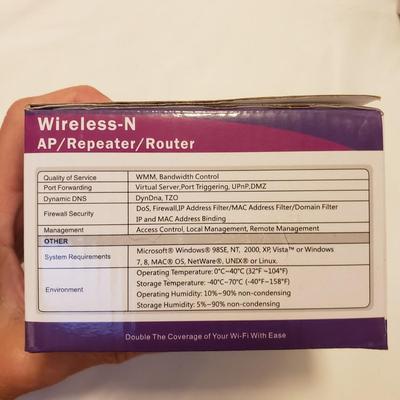 Wireless-N
AP/Repeater/Router
Quality of Service WMM, Bandwidth Control
Port Forwarding Virtual Server,Port Triggering, UPnP,DMZ
Dynamic DNS DynDna, TZO
Firewall Security DoS, Firewall,IP Address Filter/MAC Address Filter/Domain Filter
IP and MAC Address Binding
Management Access Control, Local Management, Remote Management
OTHER
System Requirements Microsoft® Windows® 98SE, NT, 2000, XP, Vista™ or Windows
7, 8, MAC® OS, NetWare®, UNIX® or Linux.
Environment Operating Temperature: 0℃~40℃ (32℉ ~104℉)
Storage Temperature: -40℃~70℃ (-40℉~158℉)
Operating Humidity: 10%~90% non-condensing
Storage Humidity: 5%~90% non-condensing
Double The Coverage of Your Wi-Fi With Ease